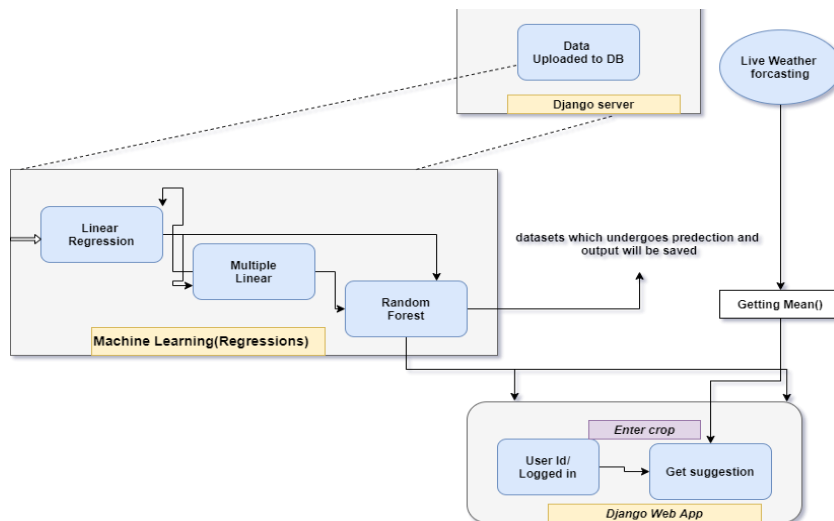 Data
Uploaded to DB
Django server
Live Weather
forcasting
Linear
Regression
Multiple
Linear
Random
Forest
Machine Learning(Regressions)
datasets which undergoes predection and
output will be saved
Getting Mean()
Enter crop
User Id/
Logged in
Get suggestion
Django Web App